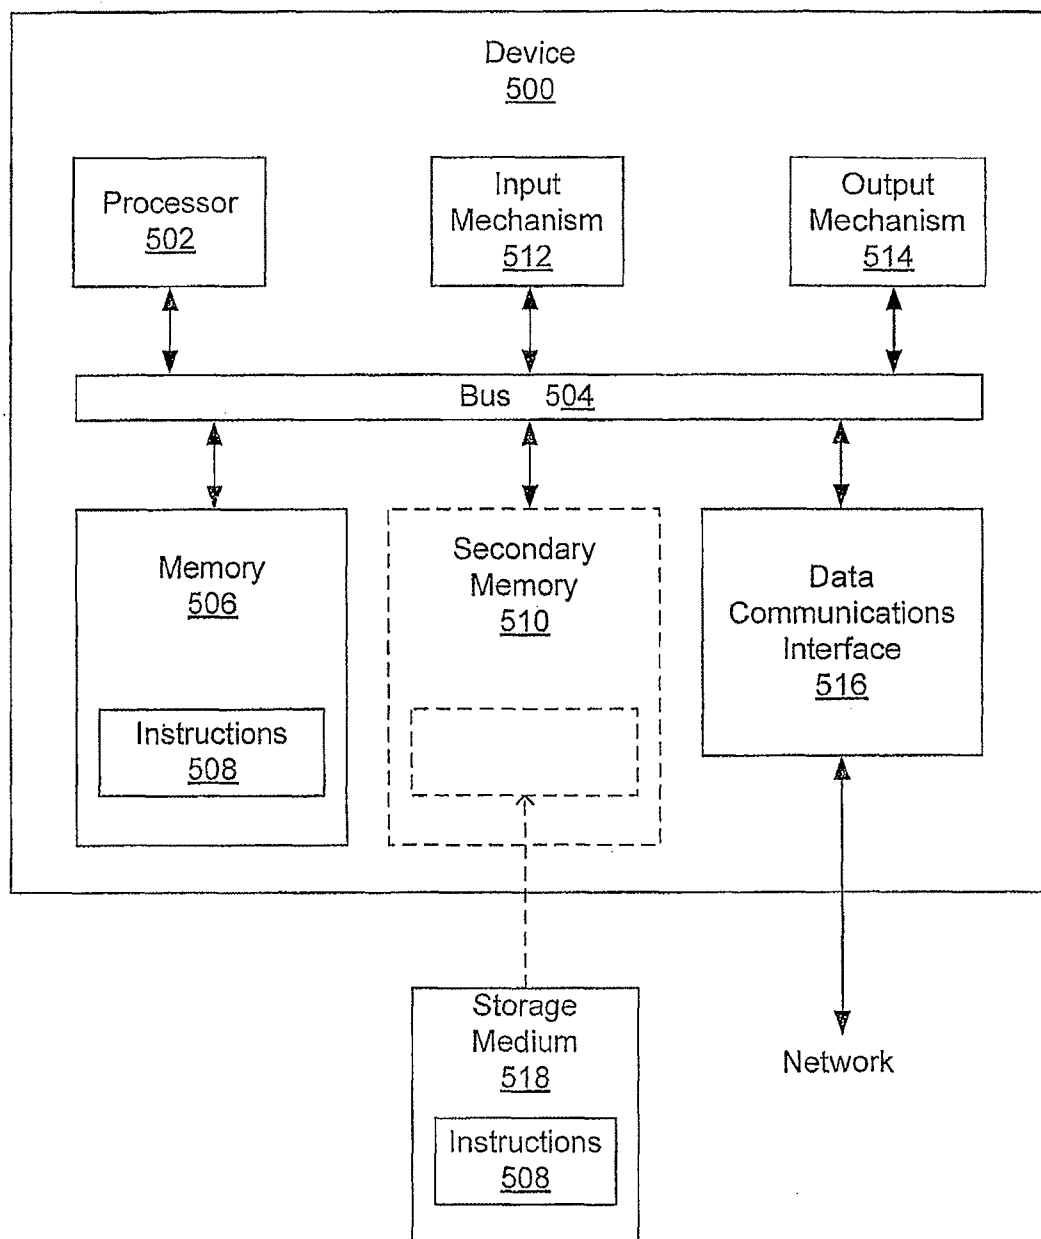 Device
500
Processor
502
Input
Mechanism
512
Output
Mechanism
514
Bus 504
Memory
506
Instructions
508
Secondary
Memory
510
Data
Communications
Interface
516
Storage
Medium
518
Instructions
508
Network